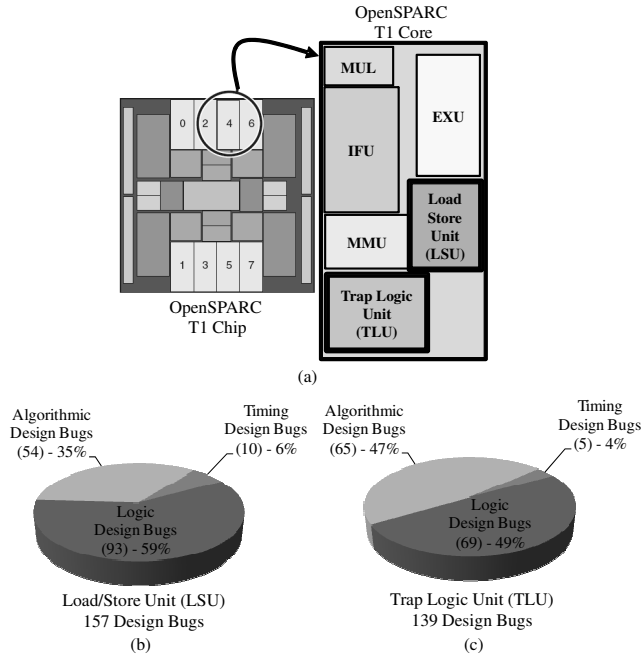 OpenSPARC
T1 Core
MUL
EXU
0 2 4 6
IFU
Load
Store
Unit
(LSU)
MMU
1 3 5 7
Trap Logic
Unit
(TLU)
OpenSPARC
T1 Chip
(a)
Algorithmic
Design Bugs
(54) - 35%
Timing
Design Bugs
(10) - 6%
Logic
Design Bugs
(93) - 59%
Load/Store Unit (LSU)
157 Design Bugs
(b)
Algorithmic
Design Bugs
(65) - 47%
Timing
Design Bugs
(5) - 4%
Logic
Design Bugs
(69) - 49%
Trap Logic Unit (TLU)
139 Design Bugs
(c)